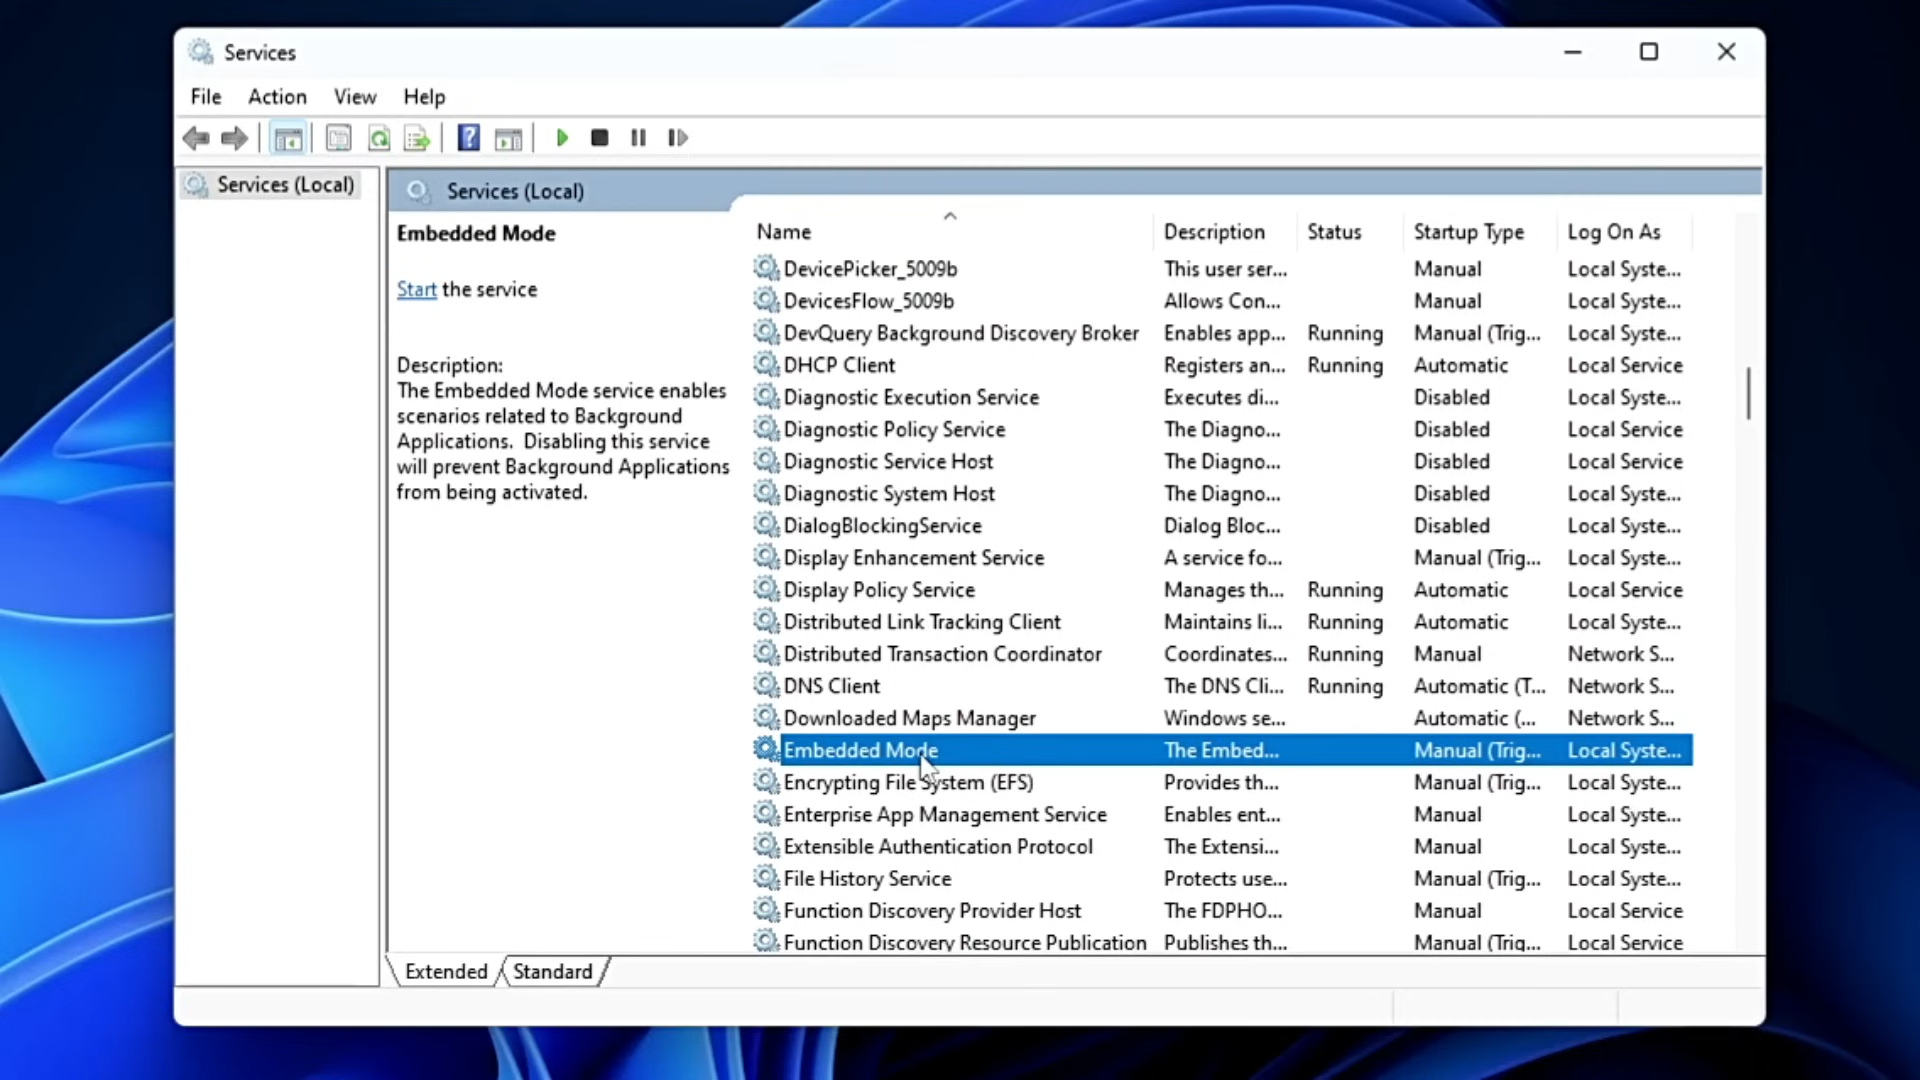 Services
File Action View Help
Services (Local)
Services (Local)
Embedded Mode
Start the service
Description:
The Embedded Mode service enables
scenarios related to Background
Applications. Disabling this service
will prevent Background Applications
from being activated.
Name Description Status Startup Type Log On As
DevicePicker_5009b This user ser... Manual Local Syste...
DevicesFlow_5009b Allows Con... Manual Local Syste...
DevQuery Background Discovery Broker Enables app... Running Manual (Trig... Local Syste...
DHCP Client Registers an... Running Automatic Local Service
Diagnostic Execution Service Executes di... Disabled Local Syste...
Diagnostic Policy Service The Diagno... Disabled Local Service
Diagnostic Service Host The Diagno... Disabled Local Service
Diagnostic System Host The Diagno... Disabled Local Syste...
DialogBlockingService Dialog Bloc... Disabled Local Syste...
Display Enhancement Service A service fo... Manual (Trig... Local Syste...
Display Policy Service Manages th... Running Automatic Local Service
Distributed Link Tracking Client Maintains li... Running Automatic Local Syste...
Distributed Transaction Coordinator Coordinates... Running Manual Network S...
DNS Client The DNS Cli... Running Automatic (T... Network S...
Downloaded Maps Manager Windows se... Automatic (... Network S...
Embedded Mode The Embed... Manual (Trig... Local Syste...
Encrypting File System (EFS) Provides th... Manual (Trig... Local Syste...
Enterprise App Management Service Enables ent... Manual Local Syste...
Extensible Authentication Protocol The Extensi... Manual Local Syste...
File History Service Protects use... Manual (Trig... Local Syste...
Function Discovery Provider Host The FDPHO... Manual Local Service
Function Discovery Resource Publication Publishes th... Manual (Trig... Local Service
Extended Standard